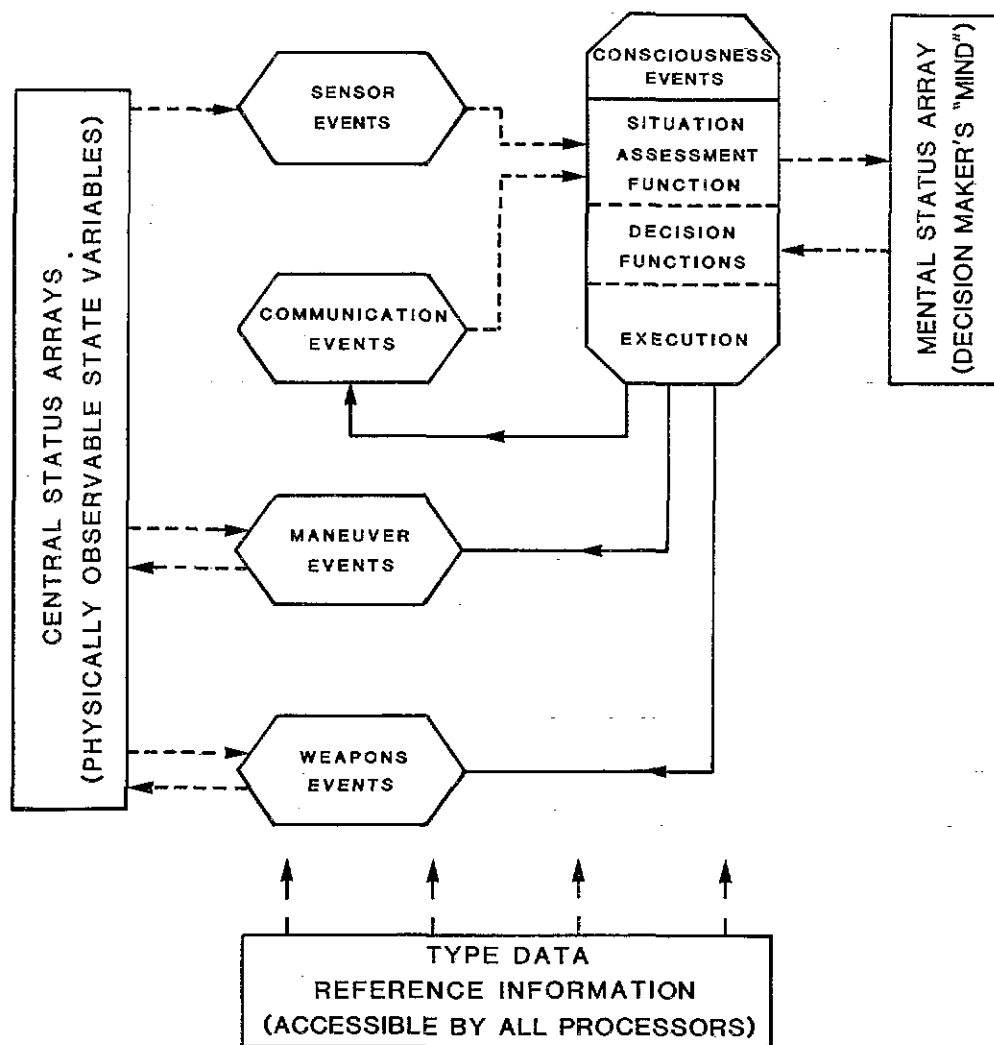 CENTRAL STATUS ARRAYS.
(PHYSICALLY OBSERVABLE STATE VARIABLES)
SENSOR
EVENTS
COMMUNICATION
EVENTS
MANEUVER
EVENTS
WEAPONS
EVENTS
CONSCIOUSNESS
EVENTS
SITUATION
ASSESSMENT
FUNCTION
DECISION
FUNCTIONS
EXECUTION
MENTAL STATUS ARRAY
(DECISION MAKER'S "MIND")
TYPE DATA
REFERENCE INFORMATION
(ACCESSIBLE BY ALL PROCESSORS)